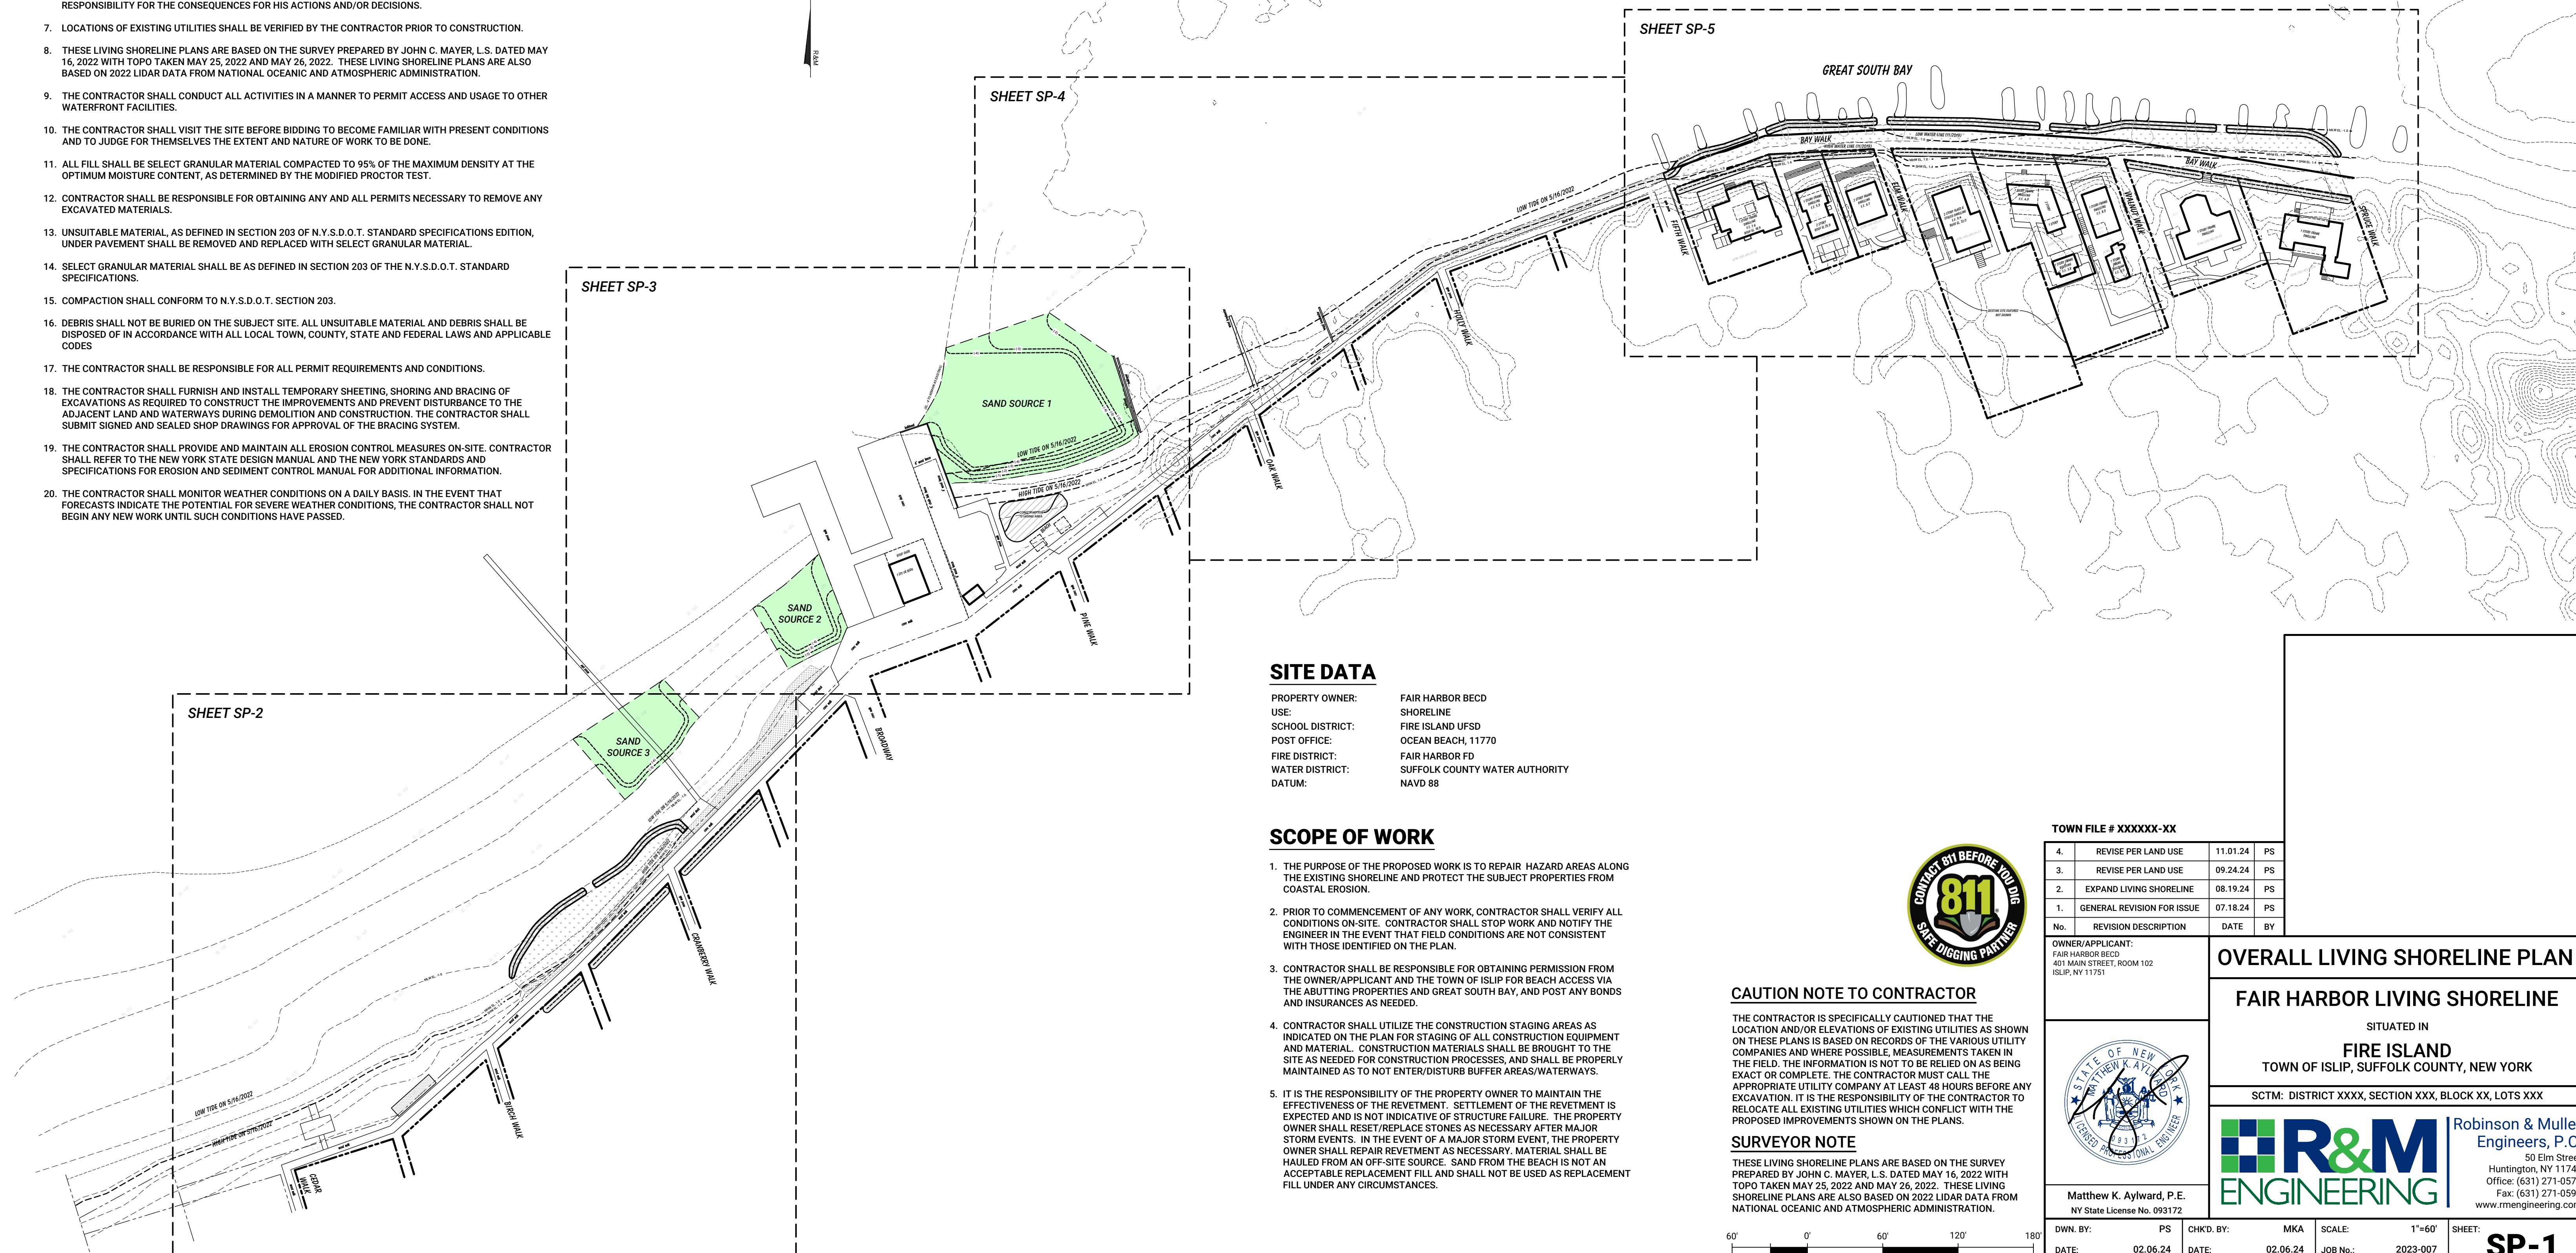 RESPONSIBILITY FOR THE CONSEQUENCES FOR HIS ACTIONS AND/OR DECISIONS.
7. LOCATIONS OF EXISTING UTILITIES SHALL BE VERIFIED BY THE CONTRACTOR PRIOR TO CONSTRUCTION.
8. THESE LIVING SHORELINE PLANS ARE BASED ON THE SURVEY PREPARED BY JOHN C. MAYER, L.S. DATED MAY
16, 2022 WITH TOPO TAKEN MAY 25, 2022 AND MAY 26, 2022. THESE LIVING SHORELINE PLANS ARE ALSO
BASED ON 2022 LIDAR DATA FROM NATIONAL OCEANIC AND ATMOSPHERIC ADMINISTRATION.
9. THE CONTRACTOR SHALL CONDUCT ALL ACTIVITIES IN A MANNER TO PERMIT ACCESS AND USAGE TO OTHER
WATERFRONT FACILITIES.
10. THE CONTRACTOR SHALL VISIT THE SITE BEFORE BIDDING TO BECOME FAMILIAR WITH PRESENT CONDITIONS
AND TO JUDGE FOR THEMSELVES THE EXTENT AND NATURE OF WORK TO BE DONE.
11. ALL FILL SHALL BE SELECT GRANULAR MATERIAL COMPACTED TO 95% OF THE MAXIMUM DENSITY AT THE
OPTIMUM MOISTURE CONTENT, AS DETERMINED BY THE MODIFIED PROCTOR TEST.
12. CONTRACTOR SHALL BE RESPONSIBLE FOR OBTAINING ANY AND ALL PERMITS NECESSARY TO REMOVE ANY
EXCAVATED MATERIALS.
13. UNSUITABLE MATERIAL, AS DEFINED IN SECTION 203 OF N.Y.S.D.O.T. STANDARD SPECIFICATIONS EDITION,
UNDER PAVEMENT SHALL BE REMOVED AND REPLACED WITH SELECT GRANULAR MATERIAL.
14. SELECT GRANULAR MATERIAL SHALL BE AS DEFINED IN SECTION 203 OF THE N.Y.S.D.O.T. STANDARD
SPECIFICATIONS.
15. COMPACTION SHALL CONFORM TO N.Y.S.D.O.T. SECTION 203.
16. DEBRIS SHALL NOT BE BURIED ON THE SUBJECT SITE. ALL UNSUITABLE MATERIAL AND DEBRIS SHALL BE
DISPOSED OF IN ACCORDANCE WITH ALL LOCAL TOWN, COUNTY, STATE AND FEDERAL LAWS AND APPLICABLE
CODES
17. THE CONTRACTOR SHALL BE RESPONSIBLE FOR ALL PERMIT REQUIREMENTS AND CONDITIONS.
18. THE CONTRACTOR SHALL FURNISH AND INSTALL TEMPORARY SHEETING, SHORING AND BRACING OF
EXCAVATIONS AS REQUIRED TO CONSTRUCT THE IMPROVEMENTS AND PREVENT DISTURBANCE TO THE
ADJACENT LAND AND WATERWAYS DURING DEMOLITION AND CONSTRUCTION. THE CONTRACTOR SHALL
SUBMIT SIGNED AND SEALED SHOP DRAWINGS FOR APPROVAL OF THE BRACING SYSTEM.
19. THE CONTRACTOR SHALL PROVIDE AND MAINTAIN ALL EROSION CONTROL MEASURES ON-SITE. CONTRACTOR
SHALL REFER TO THE NEW YORK STATE DESIGN MANUAL AND THE NEW YORK STANDARDS AND
SPECIFICATIONS FOR EROSION AND SEDIMENT CONTROL MANUAL FOR ADDITIONAL INFORMATION.
20. THE CONTRACTOR SHALL MONITOR WEATHER CONDITIONS ON A DAILY BASIS. IN THE EVENT THAT
FORECASTS INDICATE THE POTENTIAL FOR SEVERE WEATHER CONDITIONS, THE CONTRACTOR SHALL NOT
BEGIN ANY NEW WORK UNTIL SUCH CONDITIONS HAVE PASSED.
R&M
SHEET SP-5
GREAT SOUTH BAY
BAY WALK
BAY WALK
FIFTH WALK
ELM WALK
WALNUT WALK
SPRUCE WALK
SHEET SP-4
LOW TIDE ON 5/16/2022
HOLLY WALK
OAK WALK
SHEET SP-3
SAND SOURCE 1
LOW TIDE ON 5/16/2022
HIGH TIDE ON 5/16/2022
SAND
SOURCE 2
PINE WALK
BROADWAY
SHEET SP-2
SAND
SOURCE 3
LOW TIDE ON 5/16/2022
CRANBERRY WALK
BIRCH WALK
LOW TIDE ON 5/16/2022
HIGH TIDE ON 5/16/2022
CEDAR
WALK
SITE DATA
PROPERTY OWNER: FAIR HARBOR BECD
USE: SHORELINE
SCHOOL DISTRICT: FIRE ISLAND UFSD
POST OFFICE: OCEAN BEACH, 11770
FIRE DISTRICT: FAIR HARBOR FD
WATER DISTRICT: SUFFOLK COUNTY WATER AUTHORITY
DATUM: NAVD 88
SCOPE OF WORK
1. THE PURPOSE OF THE PROPOSED WORK IS TO REPAIR HAZARD AREAS ALONG
THE EXISTING SHORELINE AND PROTECT THE SUBJECT PROPERTIES FROM
COASTAL EROSION.
2. PRIOR TO COMMENCEMENT OF ANY WORK, CONTRACTOR SHALL VERIFY ALL
CONDITIONS ON-SITE. CONTRACTOR SHALL STOP WORK AND NOTIFY THE
ENGINEER IN THE EVENT THAT FIELD CONDITIONS ARE NOT CONSISTENT
WITH THOSE IDENTIFIED ON THE PLAN.
3. CONTRACTOR SHALL BE RESPONSIBLE FOR OBTAINING PERMISSION FROM
THE OWNER/APPLICANT AND THE TOWN OF ISLIP FOR BEACH ACCESS VIA
THE ABUTTING PROPERTIES AND GREAT SOUTH BAY, AND POST ANY BONDS
AND INSURANCES AS NEEDED.
4. CONTRACTOR SHALL UTILIZE THE CONSTRUCTION STAGING AREAS AS
INDICATED ON THE PLAN FOR STAGING OF ALL CONSTRUCTION EQUIPMENT
AND MATERIAL. CONSTRUCTION MATERIALS SHALL BE BROUGHT TO THE
SITE AS NEEDED FOR CONSTRUCTION PROCESSES, AND SHALL BE PROPERLY
MAINTAINED AS TO NOT ENTER/DISTURB BUFFER AREAS/WATERWAYS.
5. IT IS THE RESPONSIBILITY OF THE PROPERTY OWNER TO MAINTAIN THE
EFFECTIVENESS OF THE REVETMENT. SETTLEMENT OF THE REVETMENT IS
EXPECTED AND IS NOT INDICATIVE OF STRUCTURE FAILURE. THE PROPERTY
OWNER SHALL RESET/REPLACE STONES AS NECESSARY AFTER MAJOR
STORM EVENTS. IN THE EVENT OF A MAJOR STORM EVENT, THE PROPERTY
OWNER SHALL REPAIR REVETMENT AS NECESSARY. MATERIAL SHALL BE
HAULED FROM AN OFF-SITE SOURCE. SAND FROM THE BEACH IS NOT AN
ACCEPTABLE REPLACEMENT FILL AND SHALL NOT BE USED AS REPLACEMENT
FILL UNDER ANY CIRCUMSTANCES.
CONTACT 811 BEFORE YOU DIG
811
SAFE DIGGING PARTNER
CAUTION NOTE TO CONTRACTOR
THE CONTRACTOR IS SPECIFICALLY CAUTIONED THAT THE
LOCATION AND/OR ELEVATIONS OF EXISTING UTILITIES AS SHOWN
ON THESE PLANS IS BASED ON RECORDS OF THE VARIOUS UTILITY
COMPANIES AND WHERE POSSIBLE, MEASUREMENTS TAKEN IN
THE FIELD. THE INFORMATION IS NOT TO BE RELIED ON AS BEING
EXACT OR COMPLETE. THE CONTRACTOR MUST CALL THE
APPROPRIATE UTILITY COMPANY AT LEAST 48 HOURS BEFORE ANY
EXCAVATION. IT IS THE RESPONSIBILITY OF THE CONTRACTOR TO
RELOCATE ALL EXISTING UTILITIES WHICH CONFLICT WITH THE
PROPOSED IMPROVEMENTS SHOWN ON THE PLANS.
SURVEYOR NOTE
THESE LIVING SHORELINE PLANS ARE BASED ON THE SURVEY
PREPARED BY JOHN C. MAYER, L.S. DATED MAY 16, 2022 WITH
TOPO TAKEN MAY 25, 2022 AND MAY 26, 2022. THESE LIVING
SHORELINE PLANS ARE ALSO BASED ON 2022 LIDAR DATA FROM
NATIONAL OCEANIC AND ATMOSPHERIC ADMINISTRATION.
60' 0' 60' 120' 180'
TOWN FILE # XXXXXX-XX
4. REVISE PER LAND USE 11.01.24 PS
3. REVISE PER LAND USE 09.24.24 PS
2. EXPAND LIVING SHORELINE 08.19.24 PS
1. GENERAL REVISION FOR ISSUE 07.18.24 PS
No. REVISION DESCRIPTION DATE BY
OWNER/APPLICANT:
FAIR HARBOR BECD
401 MAIN STREET, ROOM 102
ISLIP, NY 11751
OVERALL LIVING SHORELINE PLAN
FAIR HARBOR LIVING SHORELINE
SITUATED IN
FIRE ISLAND
TOWN OF ISLIP, SUFFOLK COUNTY, NEW YORK
SCTM: DISTRICT XXXX, SECTION XXX, BLOCK XX, LOTS XXX
STATE OF NEW YORK
MATTHEW K. AYLWARD
093172
LICENSED PROFESSIONAL ENGINEER
Matthew K. Aylward, P.E.
NY State License No. 093172
R&M
ENGINEERING
Robinson & Mulle
Engineers, P.C
50 Elm Stree
Huntington, NY 1174
Office: (631) 271-057
Fax: (631) 271-059
www.rmengineering.con
DWN. BY: PS CHK'D. BY: MKA SCALE: 1"=60' SHEET:
DATE: 02.06.24 DATE: 02.06.24 JOB No.: 2023-007 SP-1